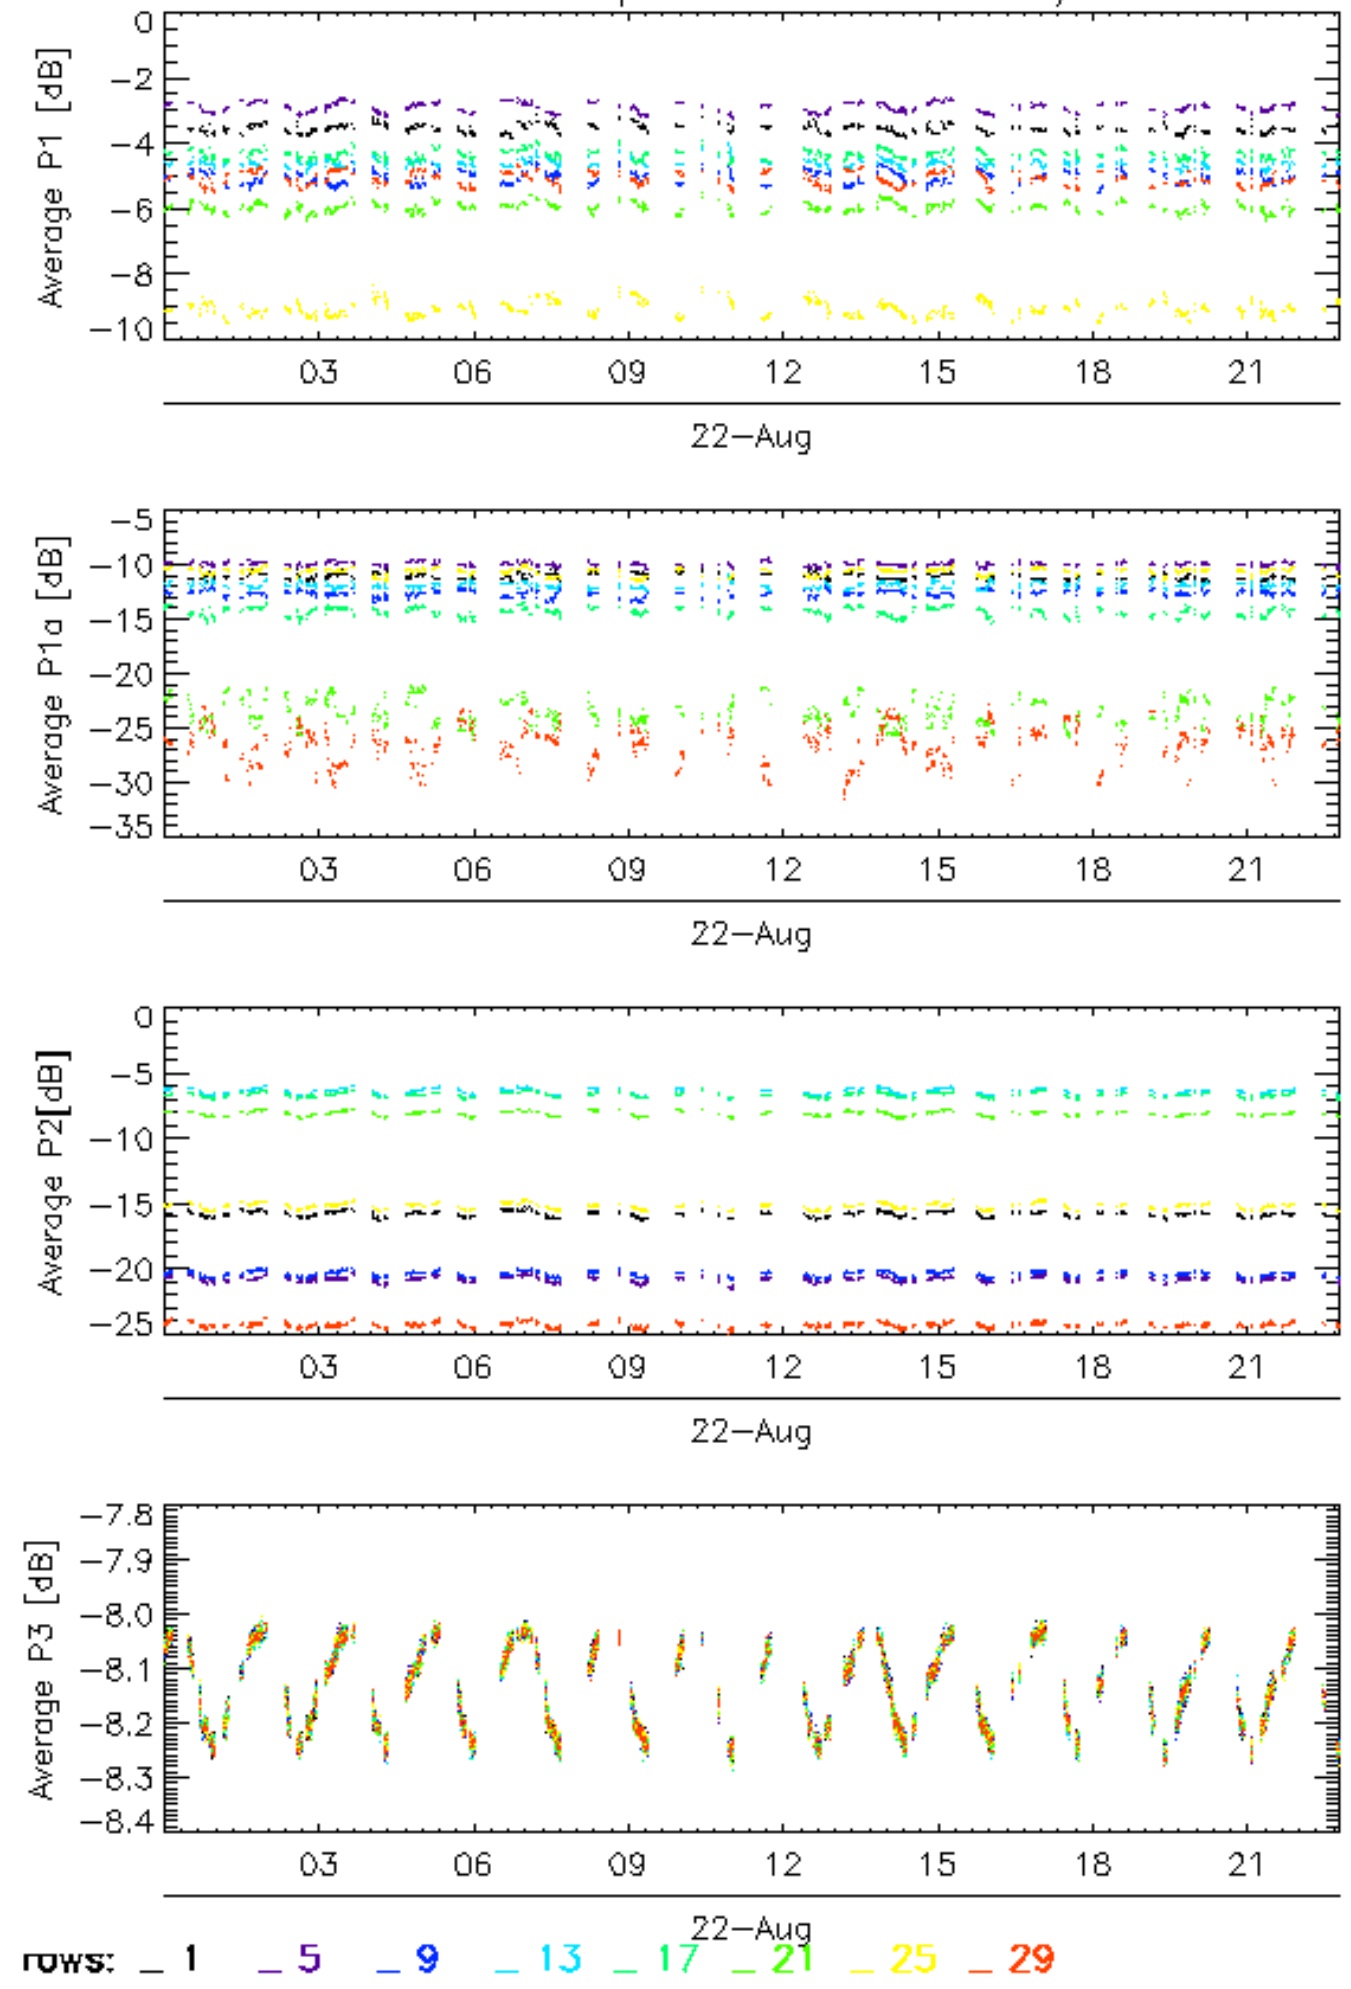 Average P1 [dB]
0
−2
−4
−6
−8
−10
03 06 09 12 15 18 21
22−Aug
Average P1a [dB]
−5
−10
−15
−20
−25
−30
−35
03 06 09 12 15 18 21
22−Aug
Average P2[dB]
0
−5
−10
−15
−20
−25
03 06 09 12 15 18 21
22−Aug
Average P3 [dB]
−7.8
−7.9
−8.0
−8.1
−8.2
−8.3
−8.4
03 06 09 12 15 18 21
22−Aug
rows: _ 1 _ 5 _ 9 _ 13 _ 17 _ 21 _ 25 _ 29